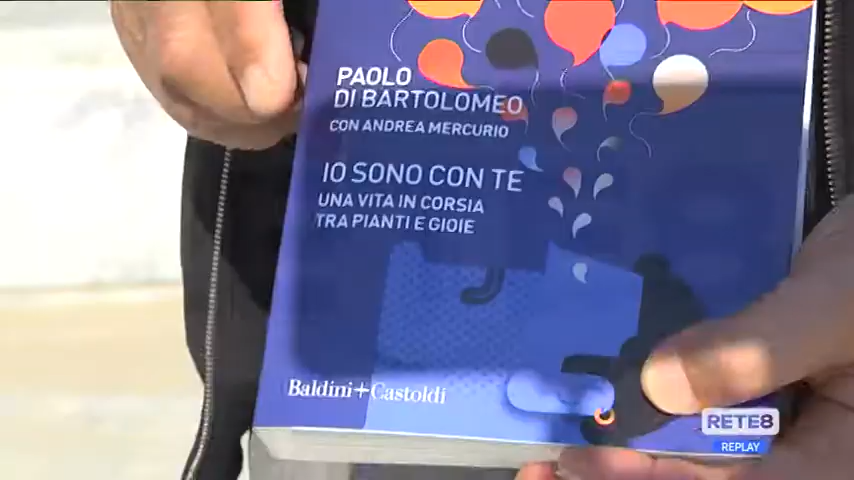 PAOLO
DI BARTOLOMEO
CON ANDREA MERCURIO
IO SONO CON TE
UNA VITA IN CORSIA
TRA PIANTI E GIOIE
Baldini+Castoldi
RETE8
REPLAY